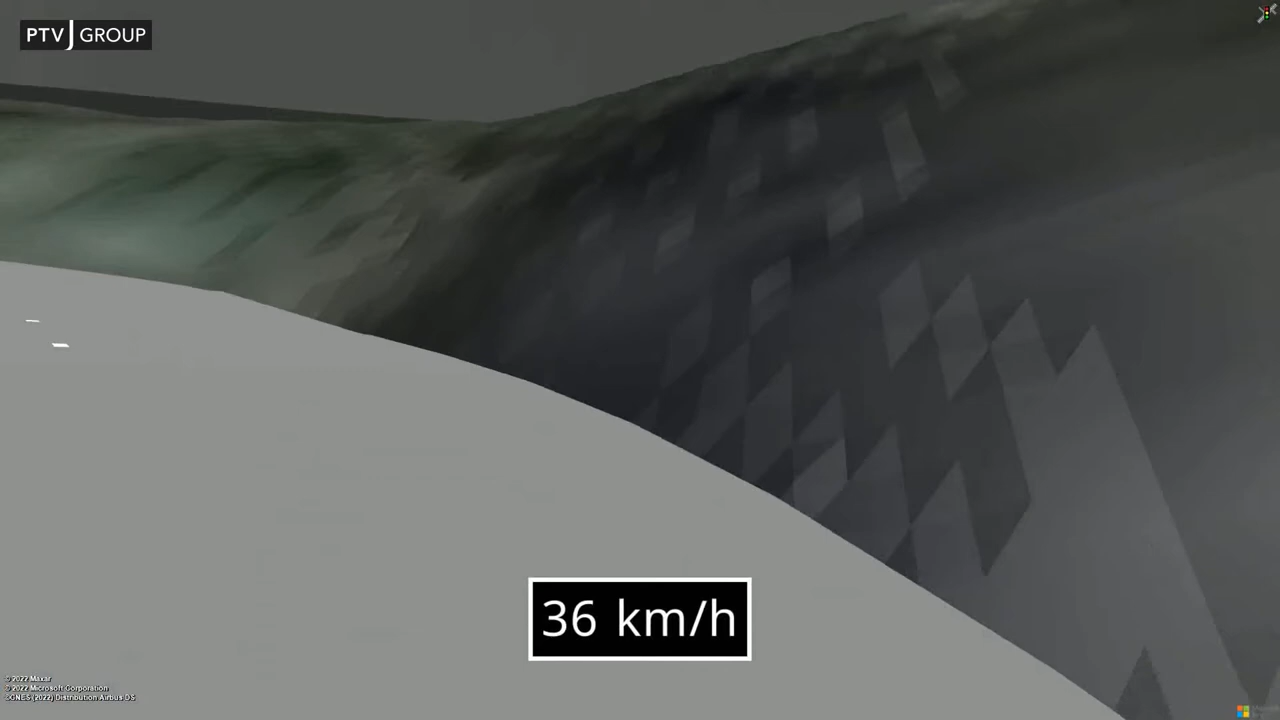 PTV GROUP
36 km/h
© 2022 Maxar
© 2022 Microsoft Corporation
©CNES (2022) Distribution Airbus DS